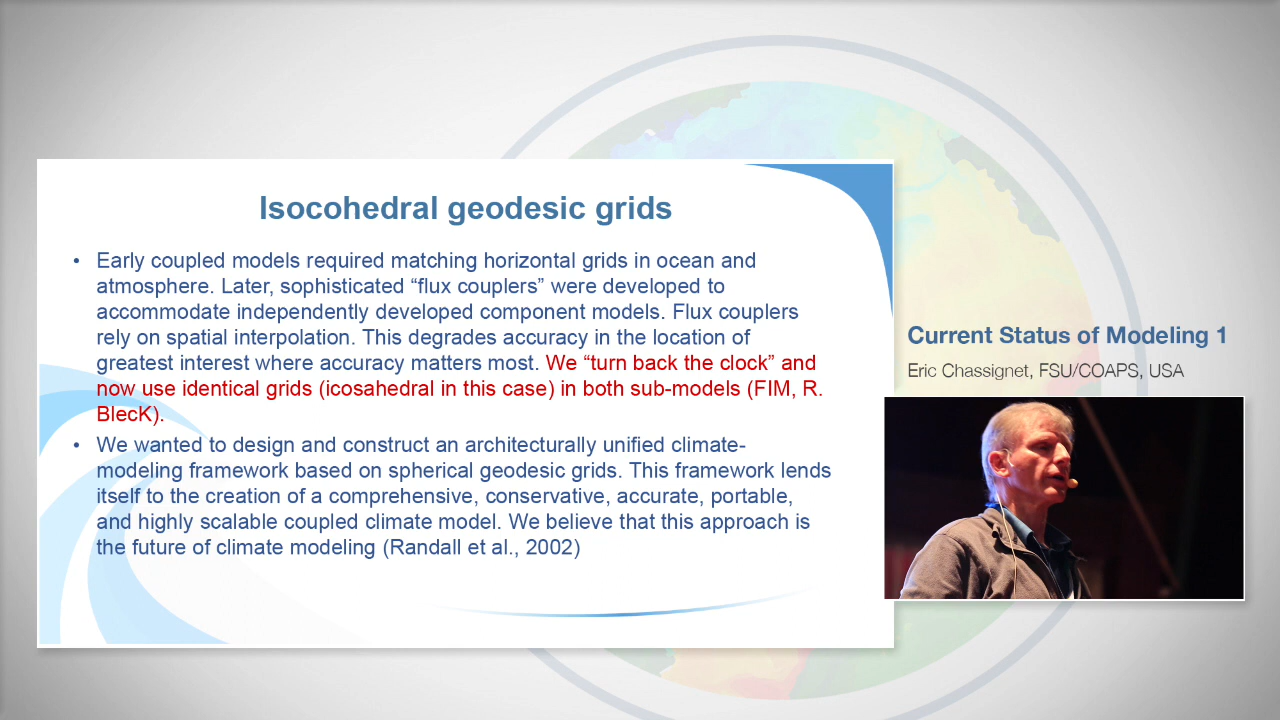 Isocohedral geodesic grids
• Early coupled models required matching horizontal grids in ocean and
atmosphere. Later, sophisticated “flux couplers” were developed to
accommodate independently developed component models. Flux couplers
rely on spatial interpolation. This degrades accuracy in the location of
greatest interest where accuracy matters most. We “turn back the clock” and
now use identical grids (icosahedral in this case) in both sub-models (FIM, R.
BlecK).
• We wanted to design and construct an architecturally unified climate-
modeling framework based on spherical geodesic grids. This framework lends
itself to the creation of a comprehensive, conservative, accurate, portable,
and highly scalable coupled climate model. We believe that this approach is
the future of climate modeling (Randall et al., 2002)
Current Status of Modeling 1
Eric Chassignet, FSU/COAPS, USA